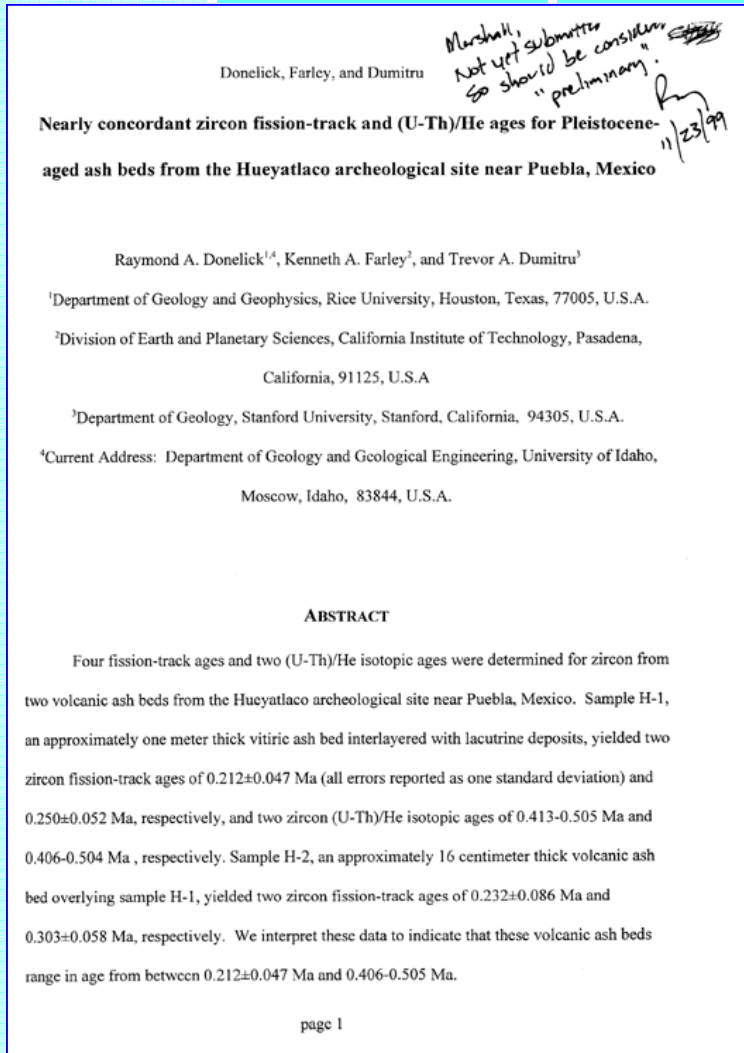 Marshall,
Not yet submitted
So should be considered
"preliminary".
11/23/99
Donelick, Farley, and Dumitru
Nearly concordant zircon fission-track and (U-Th)/He ages for Pleistocene-
aged ash beds from the Hueyatlaco archeological site near Puebla, Mexico
Raymond A. Donelick¹,⁴, Kenneth A. Farley², and Trevor A. Dumitru³
¹Department of Geology and Geophysics, Rice University, Houston, Texas, 77005, U.S.A.
²Division of Earth and Planetary Sciences, California Institute of Technology, Pasadena,
California, 91125, U.S.A
³Department of Geology, Stanford University, Stanford, California, 94305, U.S.A.
⁴Current Address: Department of Geology and Geological Engineering, University of Idaho,
Moscow, Idaho, 83844, U.S.A.
ABSTRACT
Four fission-track ages and two (U-Th)/He isotopic ages were determined for zircon from
two volcanic ash beds from the Hueyatlaco archeological site near Puebla, Mexico. Sample H-1,
an approximately one meter thick vitiric ash bed interlayered with lacutrine deposits, yielded two
zircon fission-track ages of 0.212±0.047 Ma (all errors reported as one standard deviation) and
0.250±0.052 Ma, respectively, and two zircon (U-Th)/He isotopic ages of 0.413-0.505 Ma and
0.406-0.504 Ma , respectively. Sample H-2, an approximately 16 centimeter thick volcanic ash
bed overlying sample H-1, yielded two zircon fission-track ages of 0.232±0.086 Ma and
0.303±0.058 Ma, respectively. We interpret these data to indicate that these volcanic ash beds
range in age from between 0.212±0.047 Ma and 0.406-0.505 Ma.
page 1